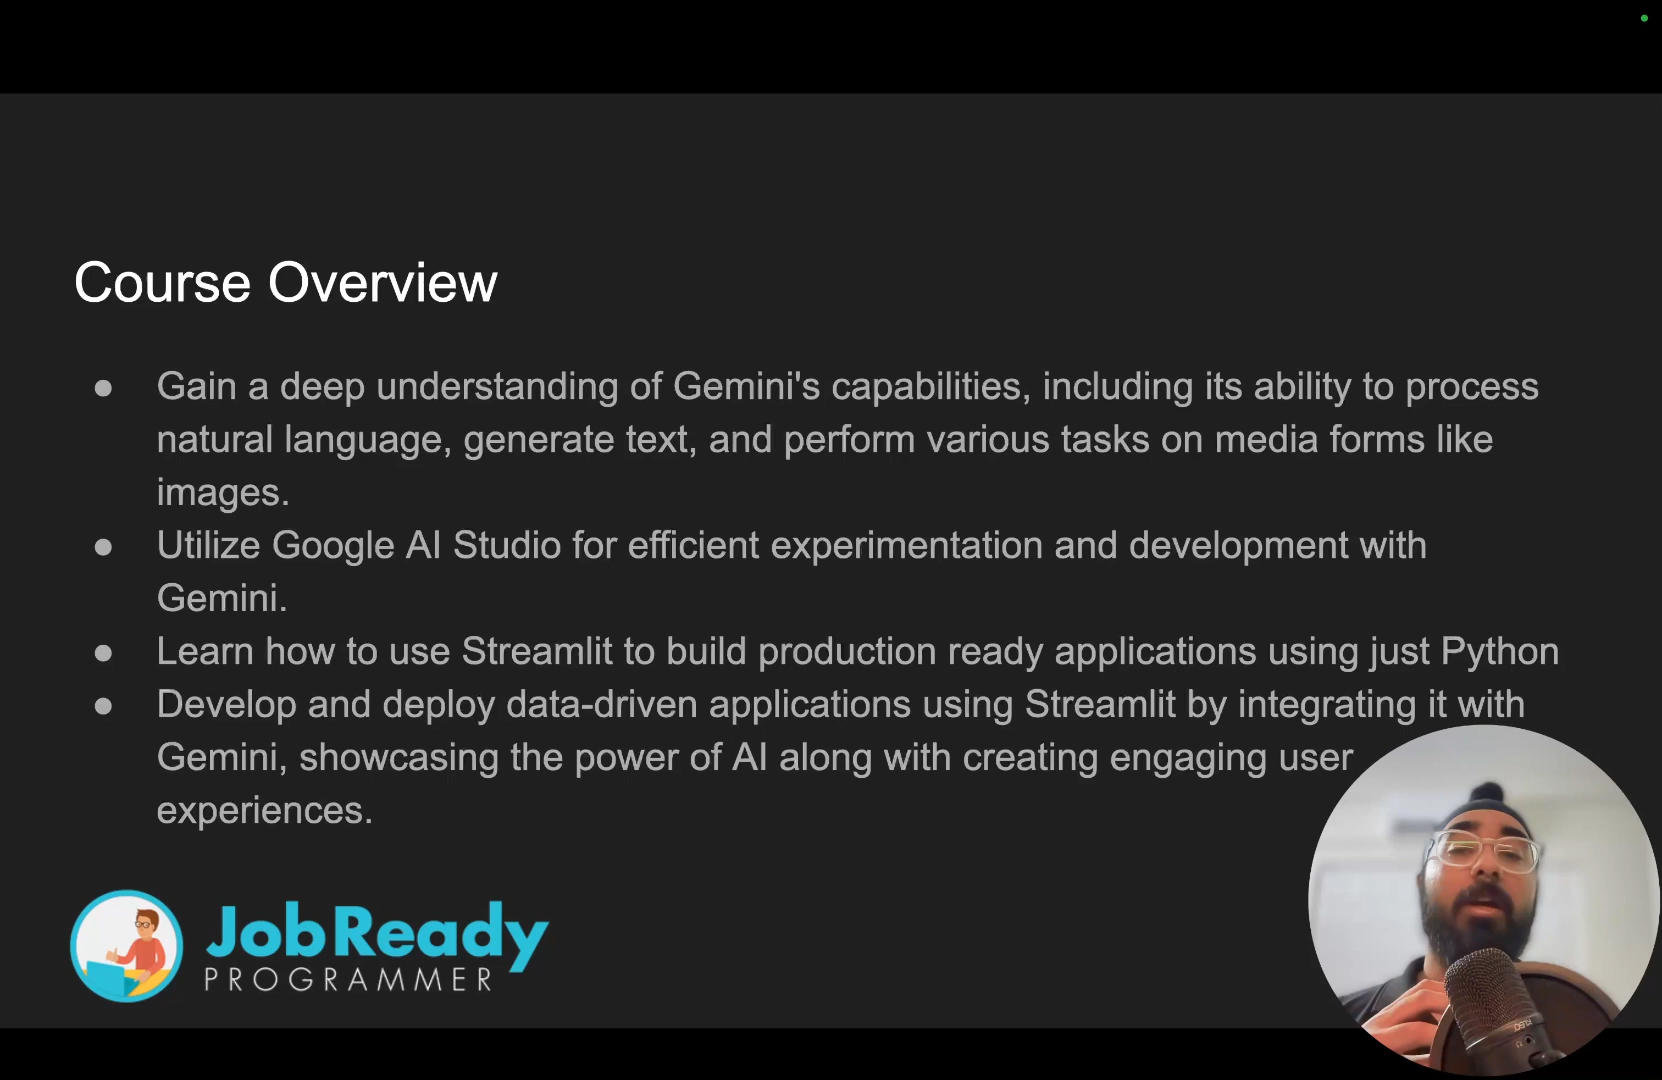 Course Overview
● Gain a deep understanding of Gemini's capabilities, including its ability to process
natural language, generate text, and perform various tasks on media forms like
images.
● Utilize Google AI Studio for efficient experimentation and development with
Gemini.
● Learn how to use Streamlit to build production ready applications using just Python
● Develop and deploy data-driven applications using Streamlit by integrating it with
Gemini, showcasing the power of AI along with creating engaging user
experiences.
JobReady
PROGRAMMER